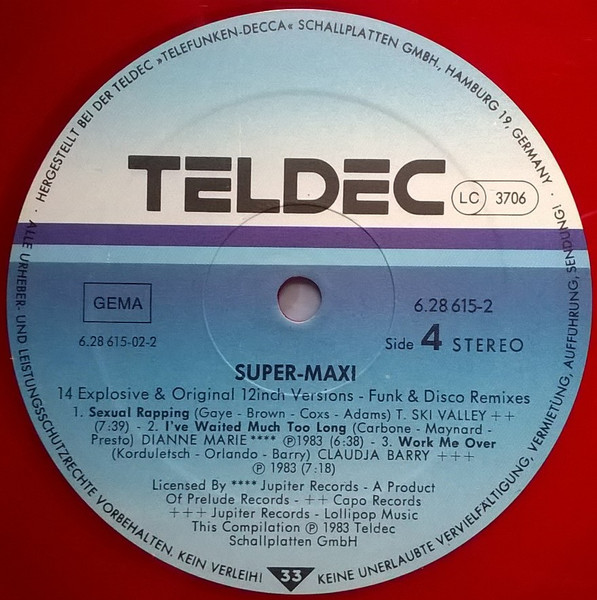 · HERGESTELLT BEI DER TELDEC »TELEFUNKEN-DECCA« SCHALLPLATTEN GMBH., HAMBURG 19, GERMANY ·
TELDEC
LC 3706
GEMA
6.28 615-02-2
6.28 615-2
Side 4 STEREO
SUPER-MAXI
14 Explosive & Original 12inch Versions - Funk & Disco Remixes
1. Sexual Rapping (Gaye - Brown - Coxs - Adams) T. SKI VALLEY ++
(7:39) - 2. I've Waited Much Too Long (Carbone - Maynard -
Presto) DIANNE MARIE **** ℗1983 (6:38) - 3. Work Me Over
(Korduletsch - Orlando - Barry) CLAUDJA BARRY +++
℗ 1983 (7:18)
Licensed By **** Jupiter Records - A Product
Of Prelude Records - ++ Capo Records
+++ Jupiter Records - Lollipop Music
This Compilation ℗ 1983 Teldec
Schallplatten GmbH
33
ALLE URHEBER- UND LEISTUNGSSCHUTZRECHTE VORBEHALTEN. KEIN VERLEIH! KEINE UNERLAUBTE VERVIELFÄLTIGUNG, VERMIETUNG, AUFFÜHRUNG, SENDUNG!